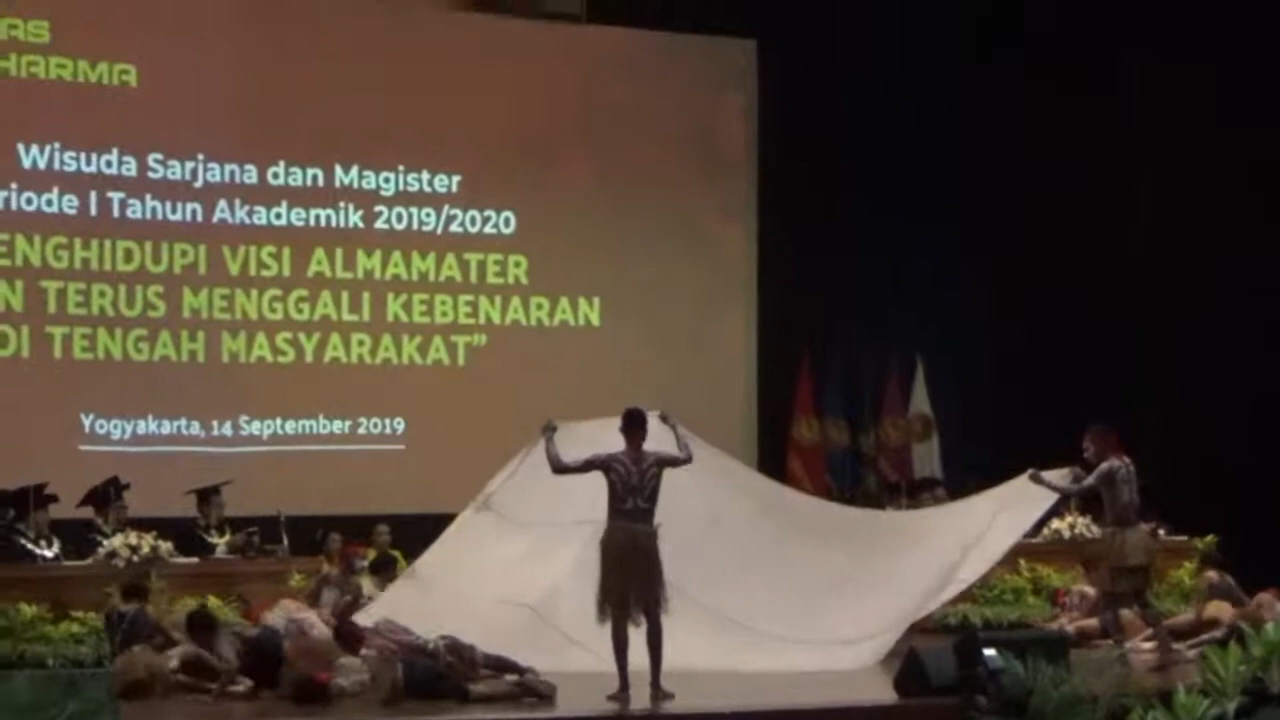 AS
HARMA
Wisuda Sarjana dan Magister
riode I Tahun Akademik 2019/2020
ENGHIDUPI VISI ALMAMATER
N TERUS MENGGALI KEBENARAN
DI TENGAH MASYARAKAT”
Yogyakarta, 14 September 2019